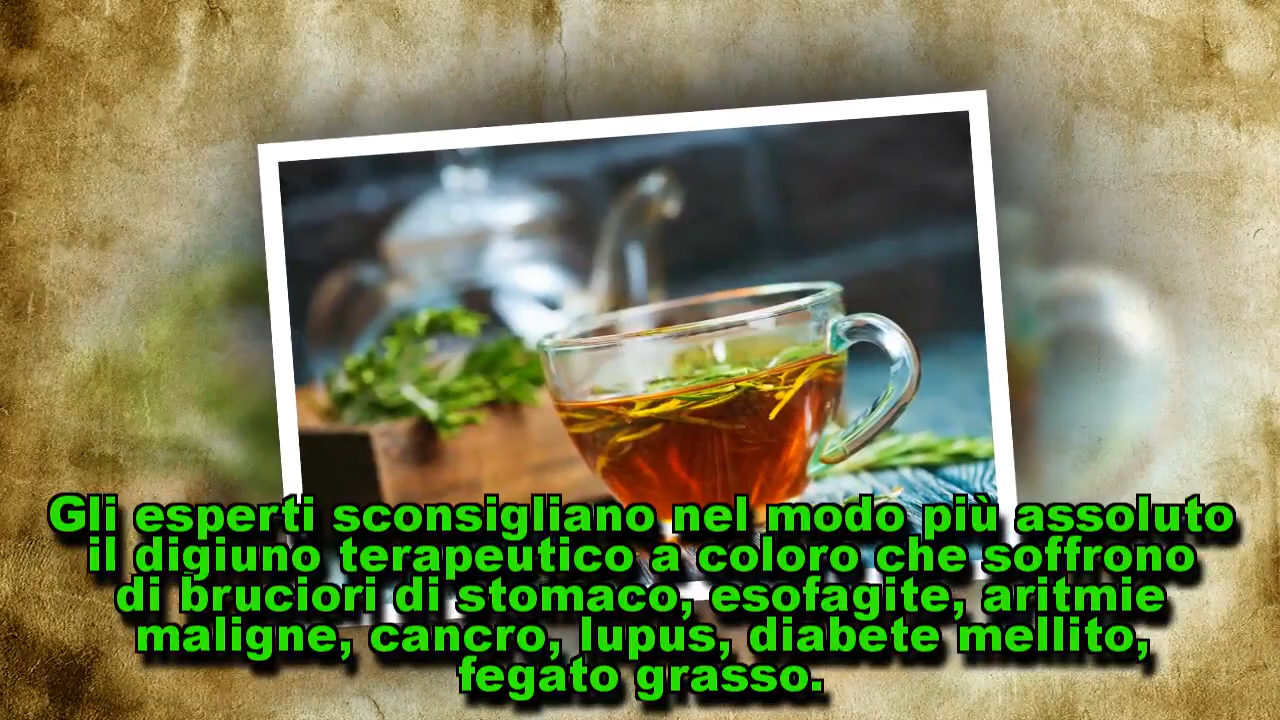 Gli esperti sconsigliano nel modo più assoluto
il digiuno terapeutico a coloro che soffrono
di bruciori di stomaco, esofagite, aritmie
maligne, cancro, lupus, diabete mellito,
fegato grasso.